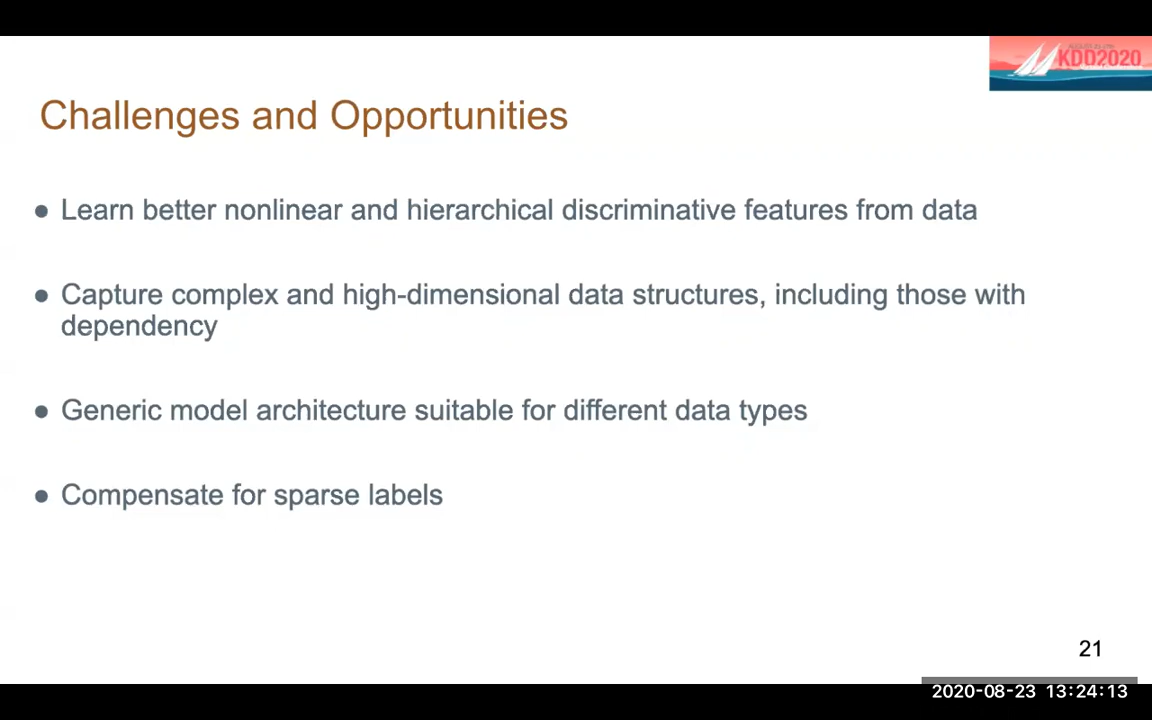 KDD2020
Challenges and Opportunities
● Learn better nonlinear and hierarchical discriminative features from data
● Capture complex and high-dimensional data structures, including those with
dependency
● Generic model architecture suitable for different data types
● Compensate for sparse labels
21
2020-08-23 13:24:13